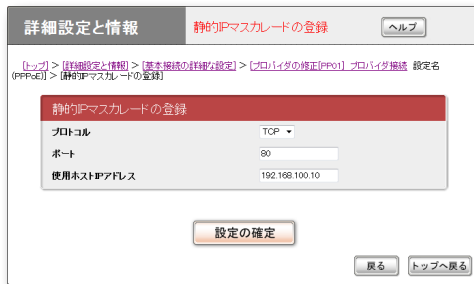 詳細設定と情報 静的IPマスカレードの登録 ヘルプ
[トップ] > [詳細設定と情報] > [基本接続の詳細な設定] > [プロバイダの修正[PP01] プロバイダ接続 設定名
(PPPoE)] > [静的IPマスカレードの登録]
静的IPマスカレードの登録
プロトコル TCP
ポート 80
使用ホストIPアドレス 192.168.100.10
設定の確定
戻る トップへ戻る